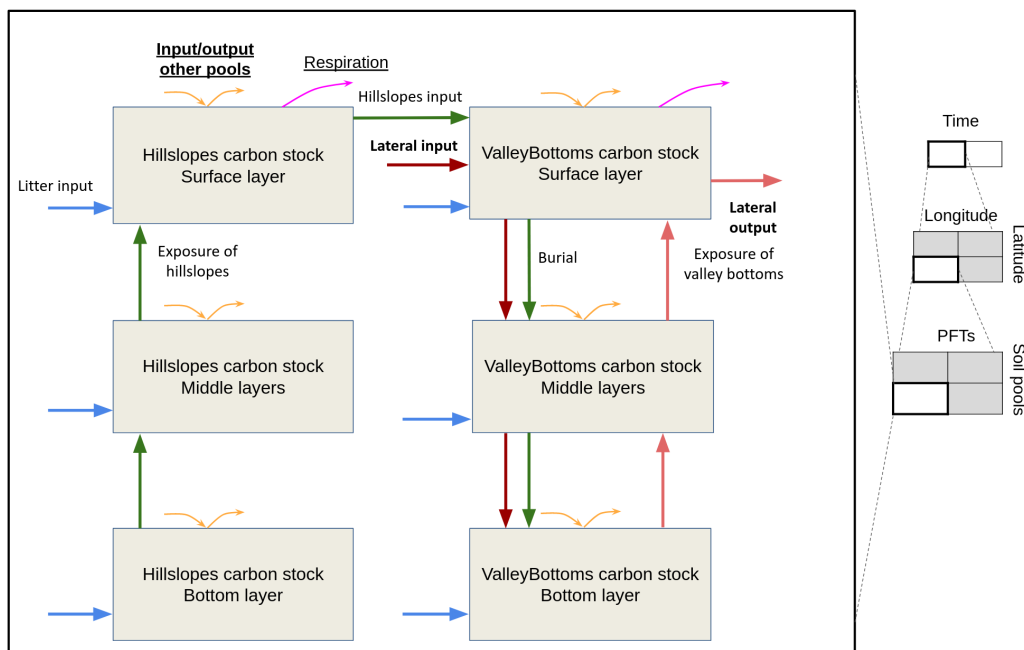 Input/output
other pools
Respiration
Hillslopes input
Hillslopes carbon stock
Surface layer
Lateral input
ValleyBottoms carbon stock
Surface layer
Litter input
Lateral
output
Exposure of
hillslopes
Burial
Exposure of
valley bottoms
Hillslopes carbon stock
Middle layers
ValleyBottoms carbon stock
Middle layers
Hillslopes carbon stock
Bottom layer
ValleyBottoms carbon stock
Bottom layer
Time
Longitude
Latitude
PFTs
Soil pools